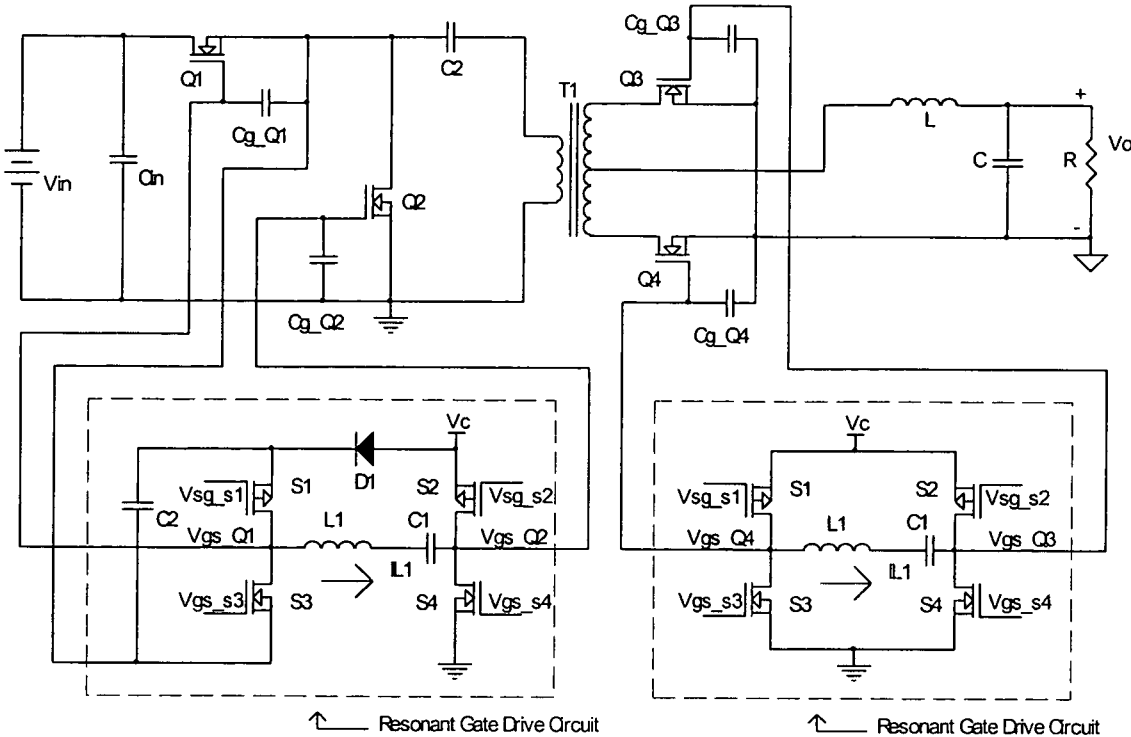 Cg_Q3
C2
Q1
Q3
T1
+
Cg_Q1
L
Vo
Vin
Cin
Q2
C
R
-
Q4
Cg_Q2
Cg_Q4
Vc
Vc
D1
Vsg_s1
S1
S2
Vsg_s2
Vsg_s1
S1
S2
Vsg_s2
C2
L1
C1
L1
C1
Vgs_Q1
Vgs_Q2
Vgs_Q4
Vgs_Q3
IL1
IL1
Vgs_s3
S3
S4
Vgs_s4
Vgs_s3
S3
S4
Vgs_s4
Resonant Gate Drive Circuit
Resonant Gate Drive Circuit